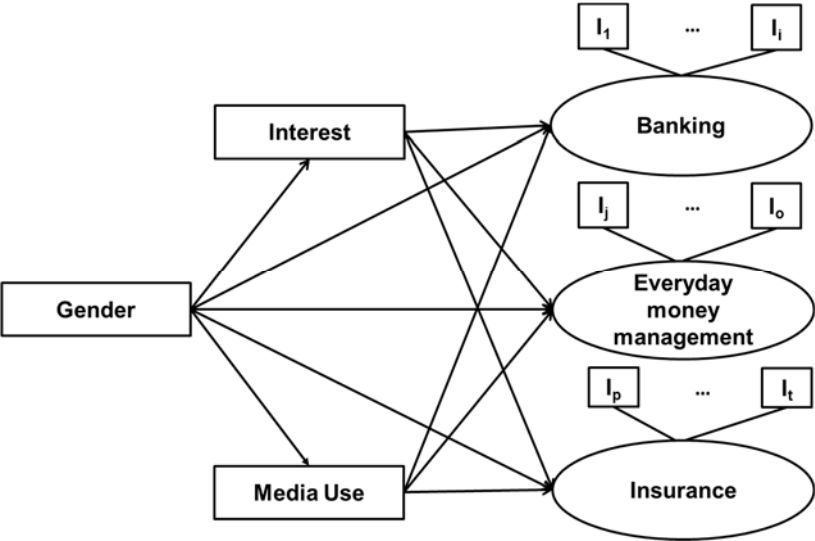 I₁ ... Iᵢ
Interest
Banking
Iⱼ ... Iₒ
Gender
Everyday
money
management
Iₚ ... Iₜ
Media Use
Insurance